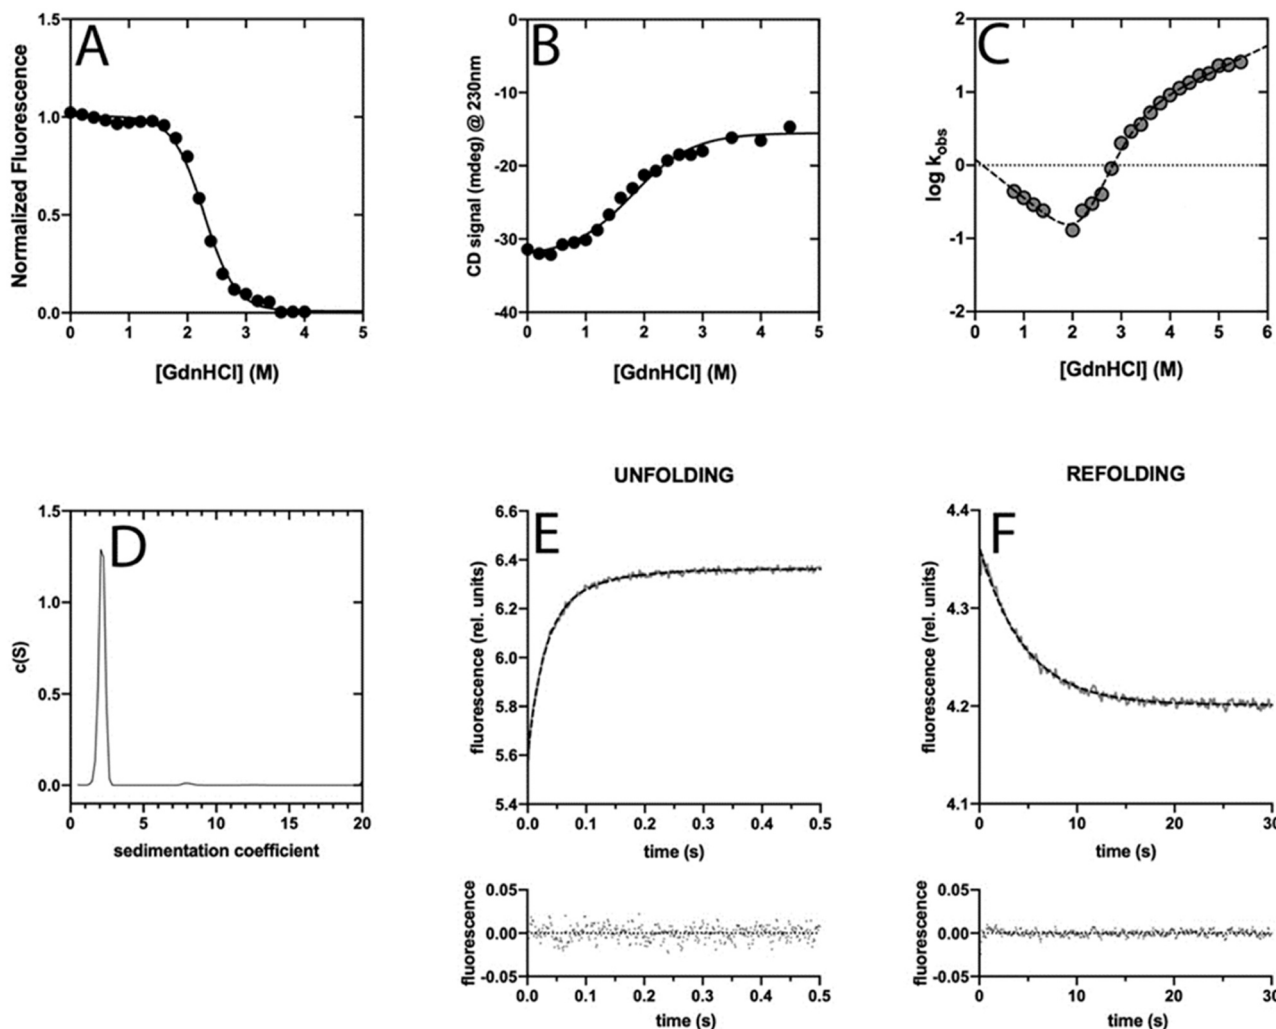 A
Normalized Fluorescence
1.5
1.0
0.5
0.0
0 1 2 3 4 5
[GdnHCl] (M)
B
CD signal (mdeg) @ 230nm
0
-10
-20
-30
-40
0 1 2 3 4 5
[GdnHCl] (M)
C
log kobs
2
1
0
-1
-2
0 1 2 3 4 5 6
[GdnHCl] (M)
D
c(S)
1.5
1.0
0.5
0.0
0 5 10 15 20
sedimentation coefficient
UNFOLDING
E
fluorescence (rel. units)
6.6
6.4
6.2
6.0
5.8
5.6
5.4
0.0 0.1 0.2 0.3 0.4 0.5
time (s)
fluorescence
0.05
0.00
-0.05
0.0 0.1 0.2 0.3 0.4 0.5
time (s)
REFOLDING
F
fluorescence (rel. units)
4.4
4.3
4.2
4.1
0 10 20 30
time (s)
fluorescence
0.05
0.00
-0.05
0 10 20 30
time (s)